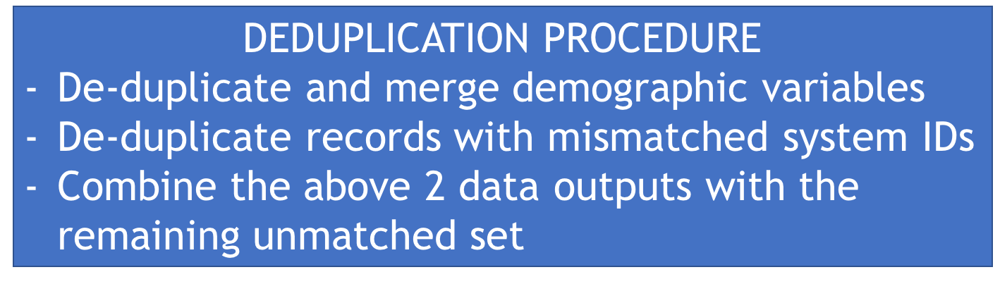 DEDUPLICATION PROCEDURE
- De-duplicate and merge demographic variables
- De-duplicate records with mismatched system IDs
- Combine the above 2 data outputs with the
remaining unmatched set